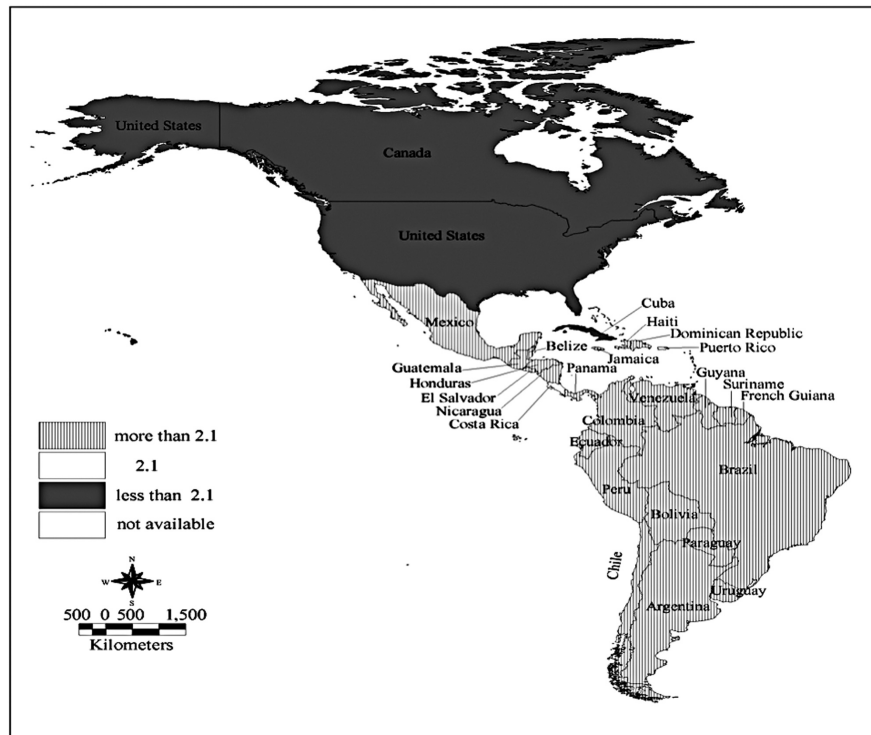 United States
Canada
United States
Mexico
Cuba
Haiti
Dominican Republic
Puerto Rico
Jamaica
Belize
Guatemala
Honduras
El Salvador
Nicaragua
Costa Rica
Panama
Guyana
Suriname
French Guiana
Venezuela
Colombia
Ecuador
Brazil
Peru
Bolivia
Paraguay
Chile
Uruguay
Argentina
more than 2.1
2.1
less than 2.1
not available
N
W E
S
500 0 500 1,500
Kilometers